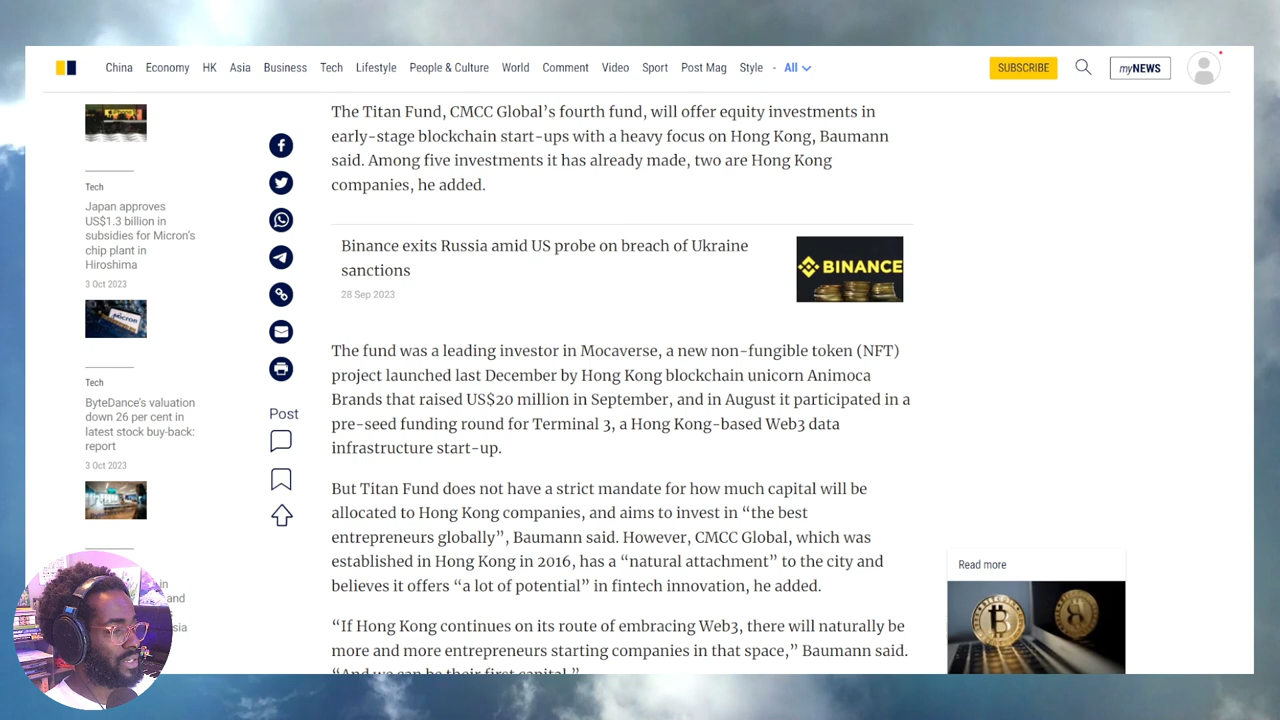 China Economy HK Asia Business Tech Lifestyle People & Culture World Comment Video Sport Post Mag Style - All
SUBSCRIBE
myNEWS
Tech
Japan approves
US$1.3 billion in
subsidies for Micron's
chip plant in
Hiroshima
3 Oct 2023
MICRON
Tech
ByteDance's valuation
down 26 per cent in
latest stock buy-back:
report
3 Oct 2023
in
and
sia
Post
The Titan Fund, CMCC Global's fourth fund, will offer equity investments in
early-stage blockchain start-ups with a heavy focus on Hong Kong, Baumann
said. Among five investments it has already made, two are Hong Kong
companies, he added.
Binance exits Russia amid US probe on breach of Ukraine
sanctions
28 Sep 2023
BINANCE
The fund was a leading investor in Mocaverse, a new non-fungible token (NFT)
project launched last December by Hong Kong blockchain unicorn Animoca
Brands that raised US$20 million in September, and in August it participated in a
pre-seed funding round for Terminal 3, a Hong Kong-based Web3 data
infrastructure start-up.
But Titan Fund does not have a strict mandate for how much capital will be
allocated to Hong Kong companies, and aims to invest in “the best
entrepreneurs globally”, Baumann said. However, CMCC Global, which was
established in Hong Kong in 2016, has a “natural attachment” to the city and
believes it offers “a lot of potential” in fintech innovation, he added.
“If Hong Kong continues on its route of embracing Web3, there will naturally be
more and more entrepreneurs starting companies in that space,” Baumann said.
“And we can be their first capital.”
Read more